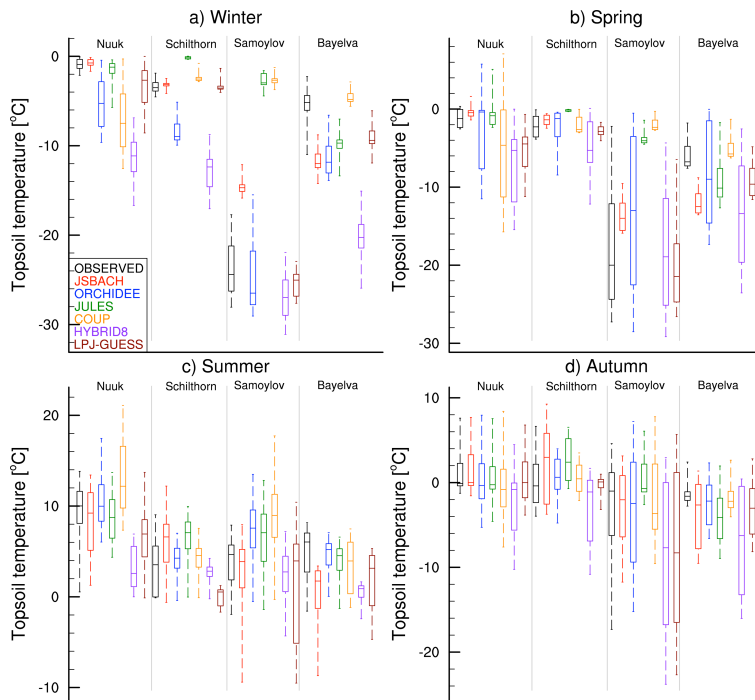 a) Winter
Nuuk Schilthorn Samoylov Bayelva
Topsoil temperature [°C]
0
-10
-20
-30
OBSERVED
JSBACH
ORCHIDEE
JULES
COUP
HYBRID8
LPJ-GUESS
b) Spring
Nuuk Schilthorn Samoylov Bayelva
Topsoil temperature [°C]
10
0
-10
-20
-30
c) Summer
Nuuk Schilthorn Samoylov Bayelva
Topsoil temperature [°C]
20
10
0
-10
d) Autumn
Nuuk Schilthorn Samoylov Bayelva
Topsoil temperature [°C]
10
0
-10
-20